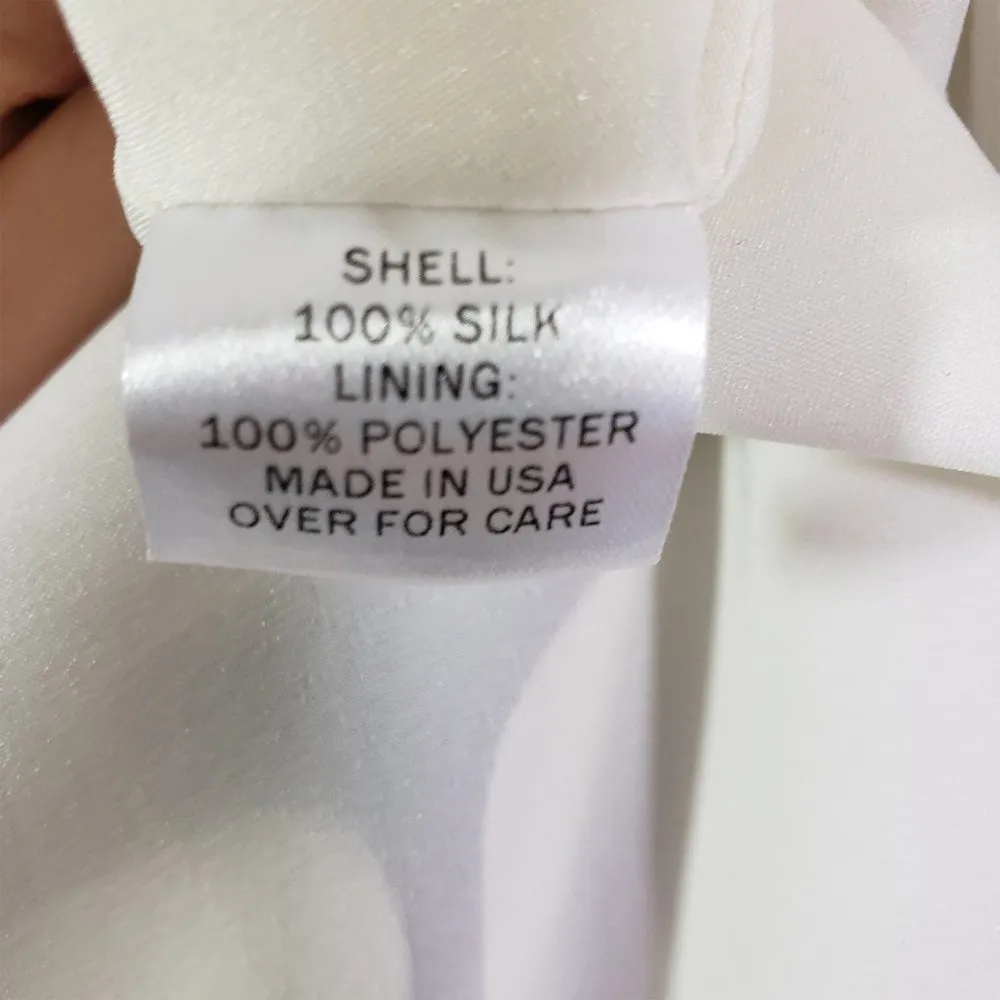 SHELL:
100% SILK
LINING:
100% POLYESTER
MADE IN USA
OVER FOR CARE